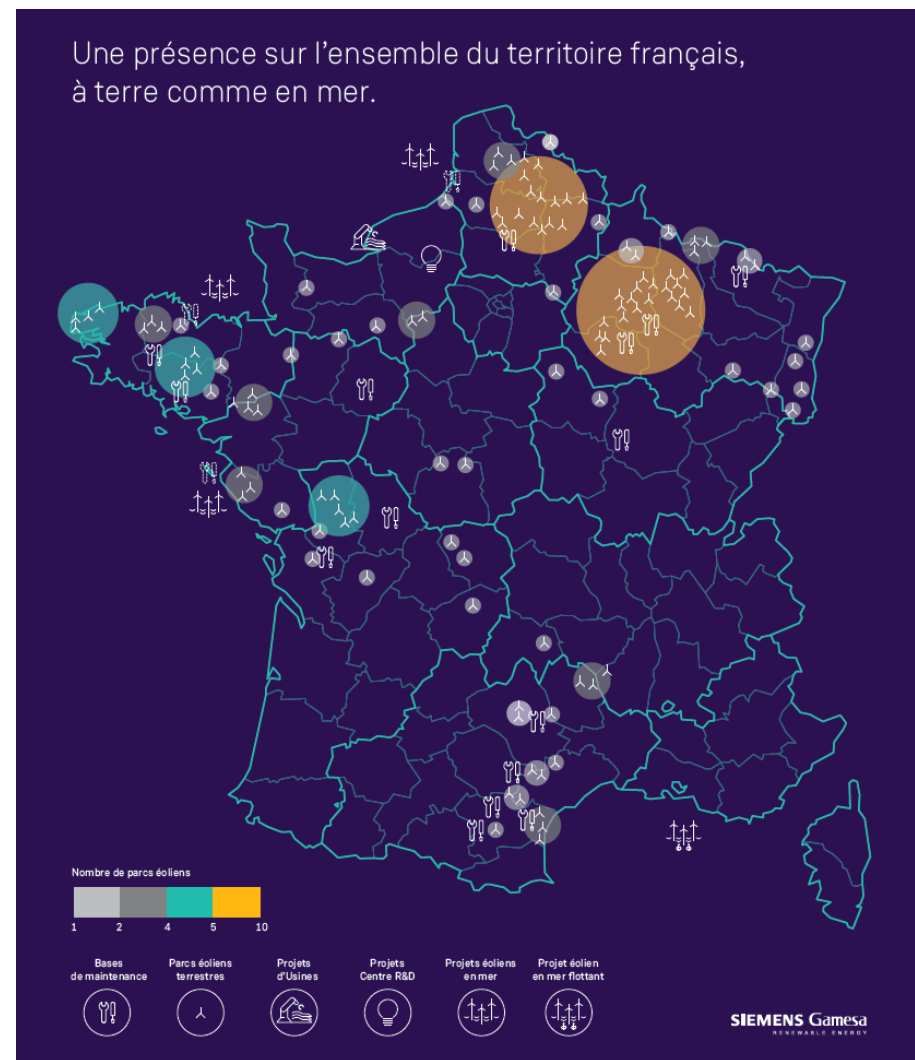 Une présence sur l'ensemble du territoire français,
à terre comme en mer.
Nombre de parcs éoliens
1 2 4 5 10
Bases
de maintenance
Parcs éoliens
terrestres
Projets
d'Usines
Projets
Centre R&D
Projets éoliens
en mer
Projet éolien
en mer flottant
SIEMENS Gamesa
RENEWABLE ENERGY